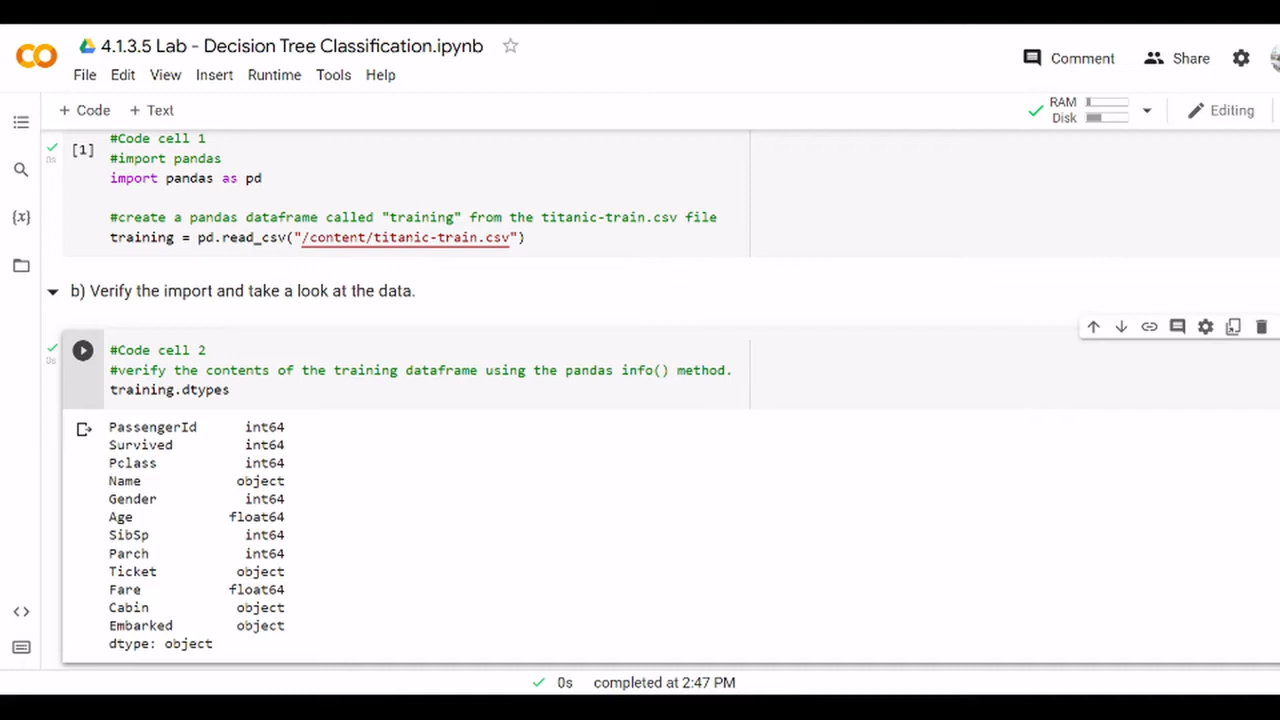 4.1.3.5 Lab - Decision Tree Classification.ipynb
File Edit View Insert Runtime Tools Help
Comment Share
+ Code + Text
RAM
Disk
Editing
[1]
#Code cell 1
#import pandas
import pandas as pd
#create a pandas dataframe called "training" from the titanic-train.csv file
training = pd.read_csv("/content/titanic-train.csv")
0s
b) Verify the import and take a look at the data.
#Code cell 2
#verify the contents of the training dataframe using the pandas info() method.
training.dtypes
0s
PassengerId int64
Survived int64
Pclass int64
Name object
Gender int64
Age float64
SibSp int64
Parch int64
Ticket object
Fare float64
Cabin object
Embarked object
dtype: object
0s completed at 2:47 PM